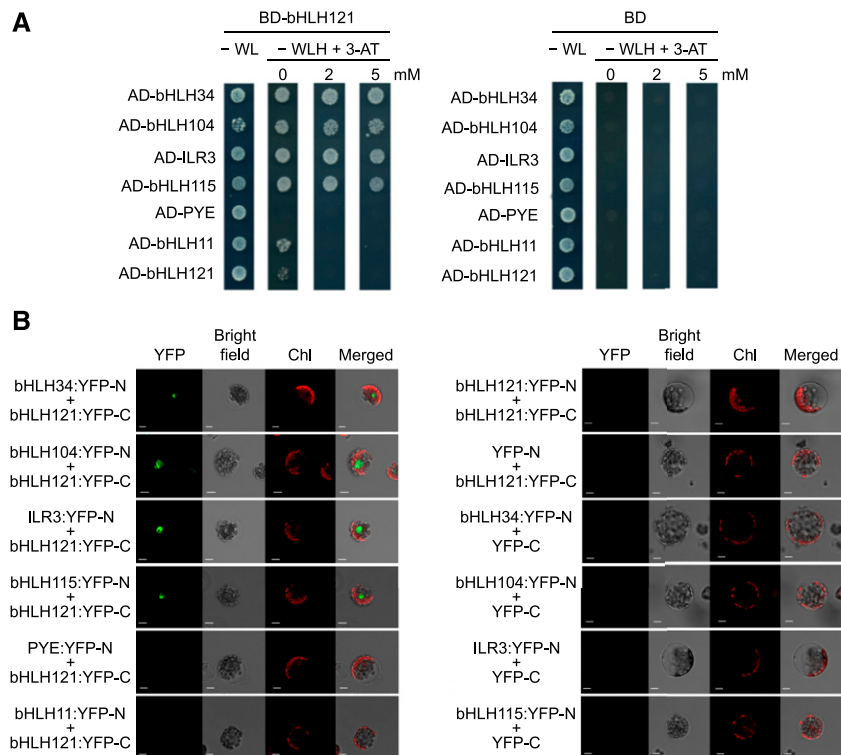 A
BD-bHLH121
BD
– WL
– WLH + 3-AT
– WL
– WLH + 3-AT
0 2 5 mM
0 2 5 mM
AD-bHLH34
AD-bHLH104
AD-ILR3
AD-bHLH115
AD-PYE
AD-bHLH11
AD-bHLH121
AD-bHLH34
AD-bHLH104
AD-ILR3
AD-bHLH115
AD-PYE
AD-bHLH11
AD-bHLH121
B
YFP Bright field Chl Merged
bHLH34:YFP-N
+
bHLH121:YFP-C
bHLH104:YFP-N
+
bHLH121:YFP-C
ILR3:YFP-N
+
bHLH121:YFP-C
bHLH115:YFP-N
+
bHLH121:YFP-C
PYE:YFP-N
+
bHLH121:YFP-C
bHLH11:YFP-N
+
bHLH121:YFP-C
YFP Bright field Chl Merged
bHLH121:YFP-N
+
bHLH121:YFP-C
YFP-N
+
bHLH121:YFP-C
bHLH34:YFP-N
+
YFP-C
bHLH104:YFP-N
+
YFP-C
ILR3:YFP-N
+
YFP-C
bHLH115:YFP-N
+
YFP-C